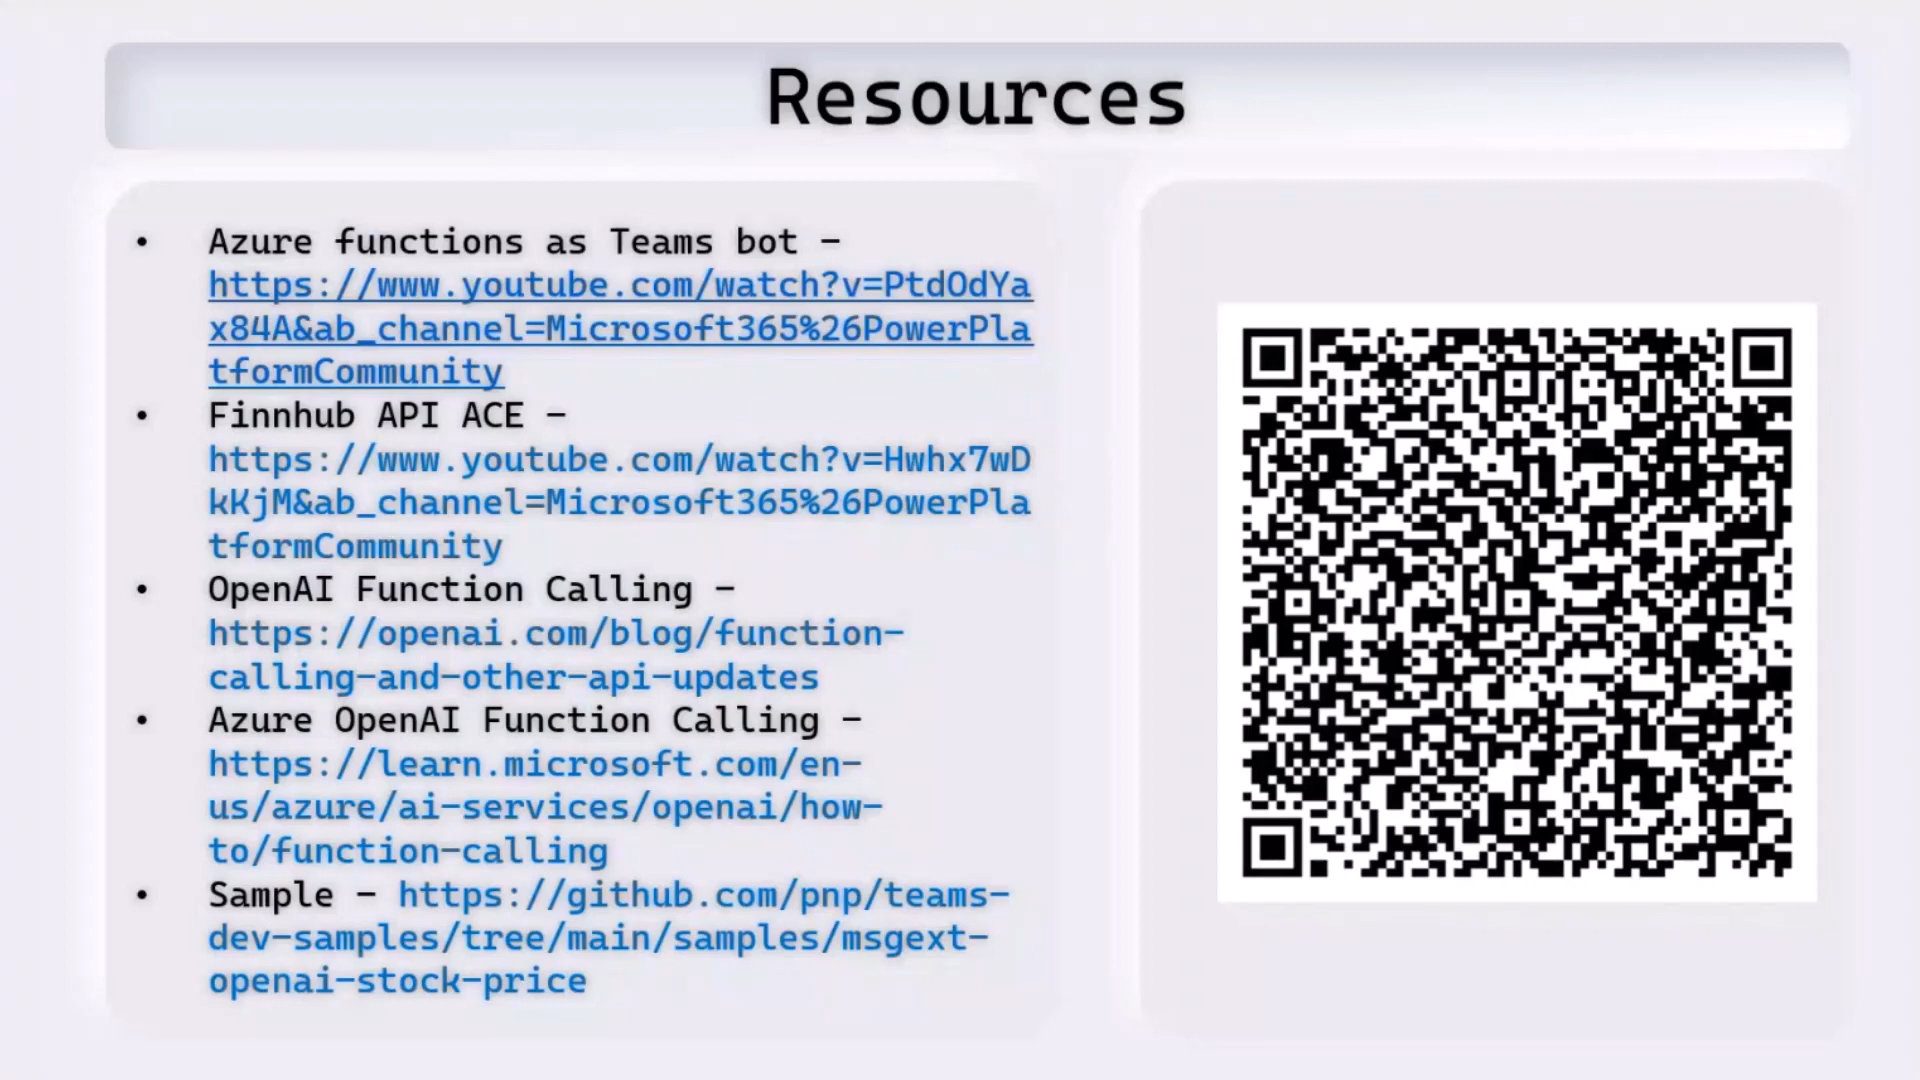 Resources
• Azure functions as Teams bot –
https://www.youtube.com/watch?v=PtdOdYa
x84A&ab_channel=Microsoft365%26PowerPla
tformCommunity
• Finnhub API ACE –
https://www.youtube.com/watch?v=Hwhx7wD
kKjM&ab_channel=Microsoft365%26PowerPla
tformCommunity
• OpenAI Function Calling –
https://openai.com/blog/function-
calling-and-other-api-updates
• Azure OpenAI Function Calling –
https://learn.microsoft.com/en-
us/azure/ai-services/openai/how-
to/function-calling
• Sample – https://github.com/pnp/teams-
dev-samples/tree/main/samples/msgext-
openai-stock-price